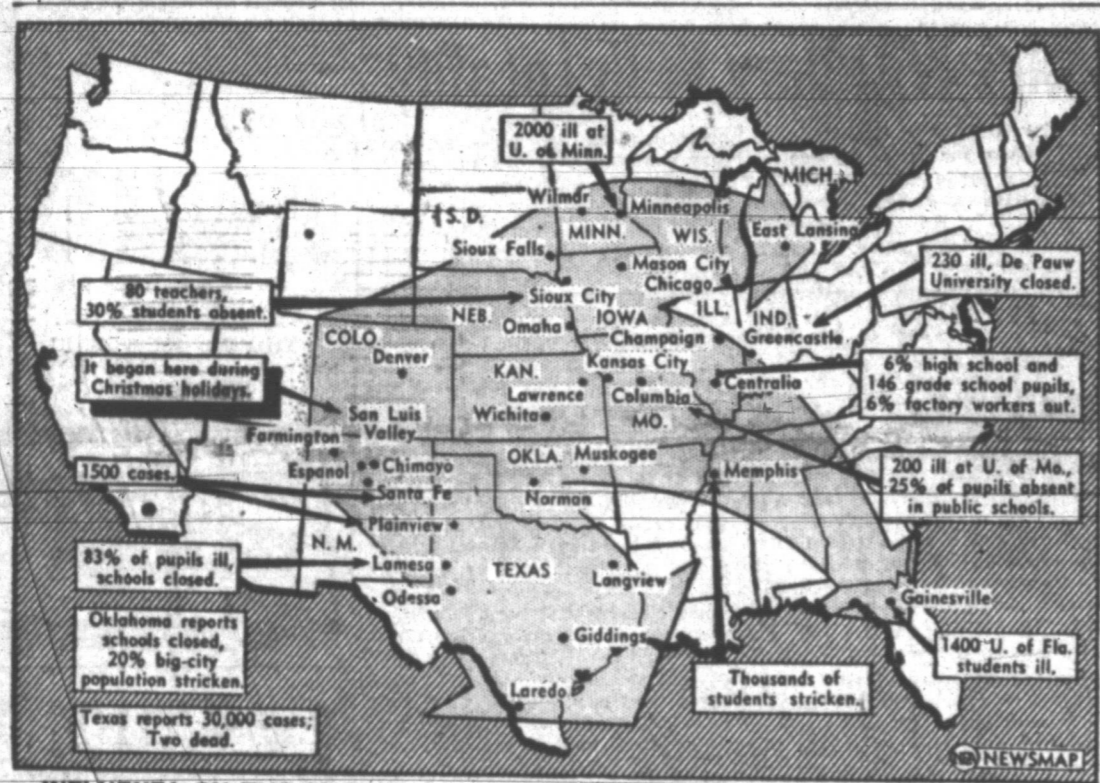 2000 ill at
U. of Minn.
MICH.
Wilmar
Minneapolis
S. D.
MINN.
WIS.
East Lansing
Sioux Falls
Mason City
Chicago
230 ill, De Pauw
University closed.
80 teachers,
30% students absent.
Sioux City
NEB.
IOWA
ILL.
IND.
Omaha
Champaign
Greencastle
COLO.
Denver
It began here during
Christmas holidays.
KAN.
Kansas City
Lawrence
Columbia
Centralia
6% high school and
146 grade school pupils,
6% factory workers out.
Wichita
MO.
San Luis
Valley
Farmington
Espanol
Chimayo
OKLA.
Muskogee
Memphis
1500 cases.
Santa Fe
Norman
200 ill at U. of Mo.,
25% of pupils absent
in public schools.
Plainview
N. M.
83% of pupils ill,
schools closed.
Lamesa
TEXAS
Longview
Odessa
Gainesville
Oklahoma reports
schools closed,
20% big-city
population stricken.
Giddings
1400 U. of Fla.
students ill.
Laredo
Thousands of
students stricken.
Texas reports 30,000 cases;
Two dead.
NEA NEWSMAP